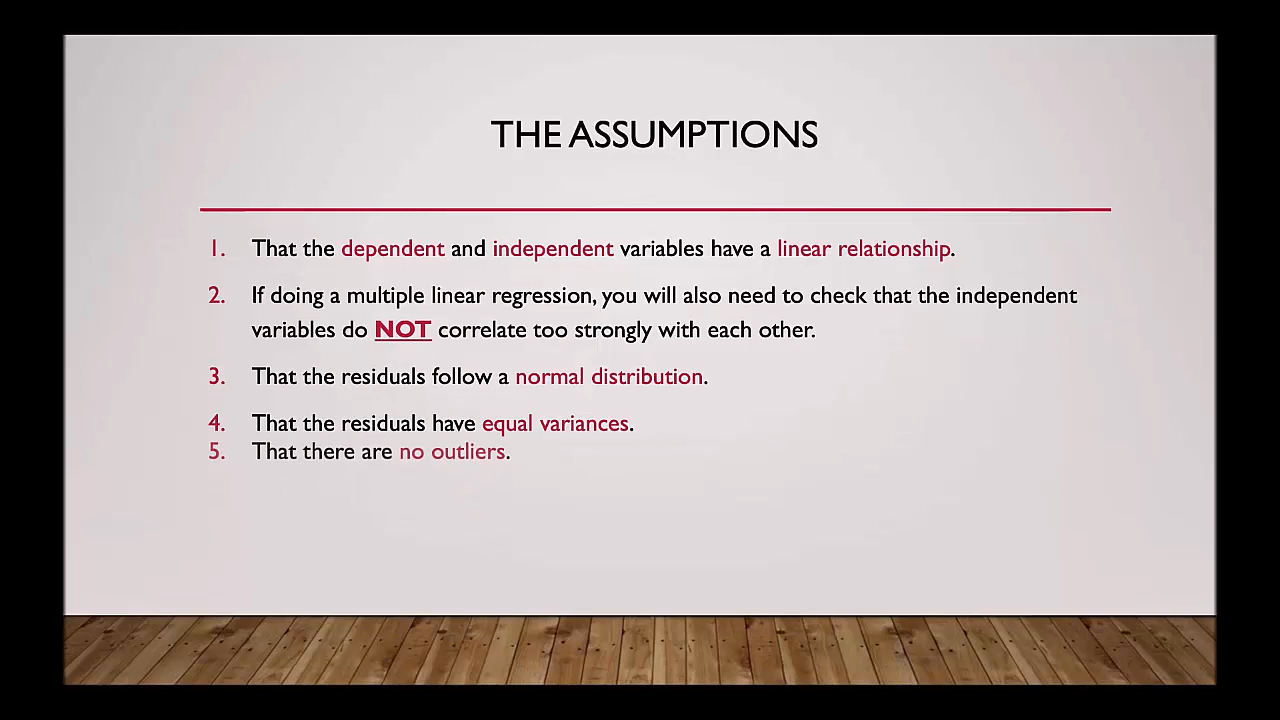 THE ASSUMPTIONS
1. That the dependent and independent variables have a linear relationship.
2. If doing a multiple linear regression, you will also need to check that the independent
variables do NOT correlate too strongly with each other.
3. That the residuals follow a normal distribution.
4. That the residuals have equal variances.
5. That there are no outliers.